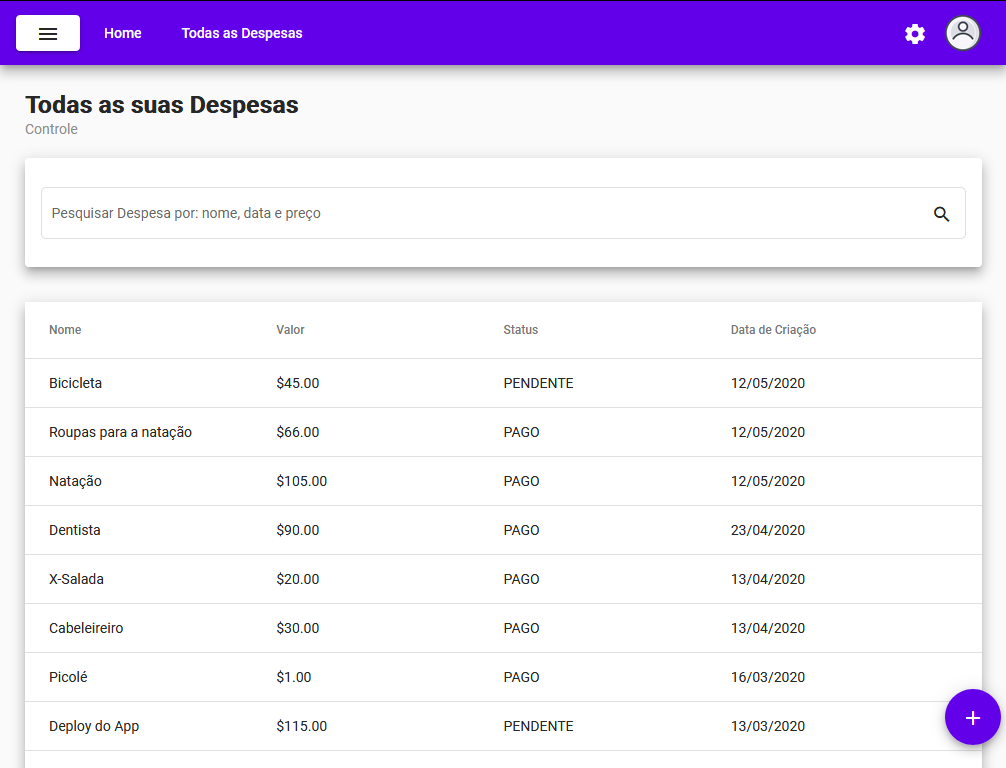 Home Todas as Despesas
Todas as suas Despesas
Controle
Pesquisar Despesa por: nome, data e preço
Nome Valor Status Data de Criação
Bicicleta $45.00 PENDENTE 12/05/2020
Roupas para a natação $66.00 PAGO 12/05/2020
Natação $105.00 PAGO 12/05/2020
Dentista $90.00 PAGO 23/04/2020
X-Salada $20.00 PAGO 13/04/2020
Cabeleireiro $30.00 PAGO 13/04/2020
Picolé $1.00 PAGO 16/03/2020
Deploy do App $115.00 PENDENTE 13/03/2020